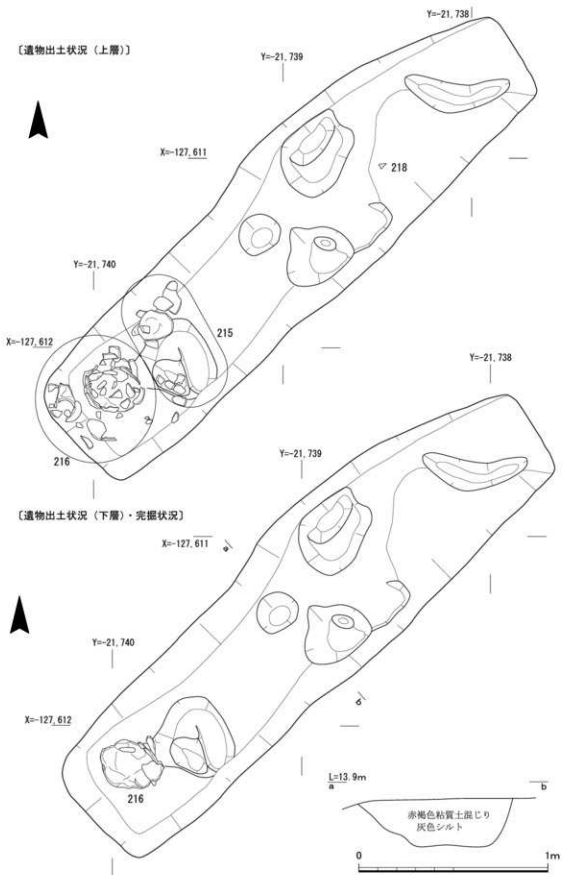 Y=-21,738
〔遺物出土状況（上層）〕
Y=-21,739
X=-127,611
218
Y=-21,740
215
X=-127,612
Y=-21,738
216
Y=-21,739
〔遺物出土状況（下層）・完掘状況〕
X=-127,611
a
Y=-21,740
b
X=-127,612
L=13.9m
a
b
216
赤褐色粘質土混じり
灰色シルト
0
1m